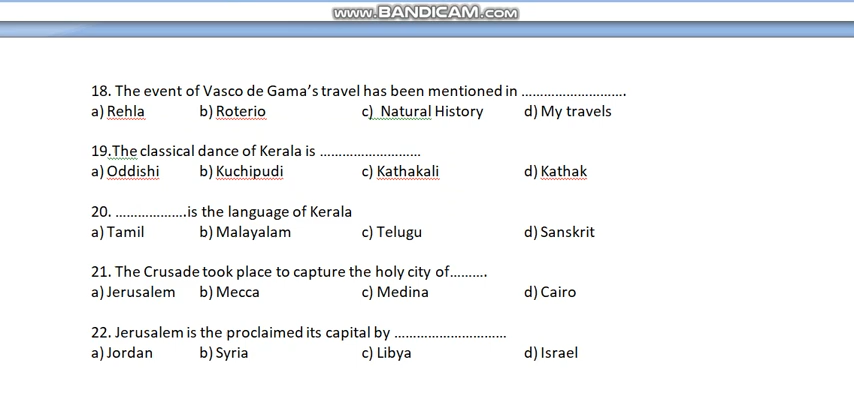 www.BANDICAM.COM
18. The event of Vasco de Gama's travel has been mentioned in ............................
a) Rehla b) Roterio c) Natural History d) My travels
19.The classical dance of Kerala is ...........................
a) Oddishi b) Kuchipudi c) Kathakali d) Kathak
20. ...................is the language of Kerala
a) Tamil b) Malayalam c) Telugu d) Sanskrit
21. The Crusade took place to capture the holy city of..........
a) Jerusalem b) Mecca c) Medina d) Cairo
22. Jerusalem is the proclaimed its capital by ..............................
a) Jordan b) Syria c) Libya d) Israel